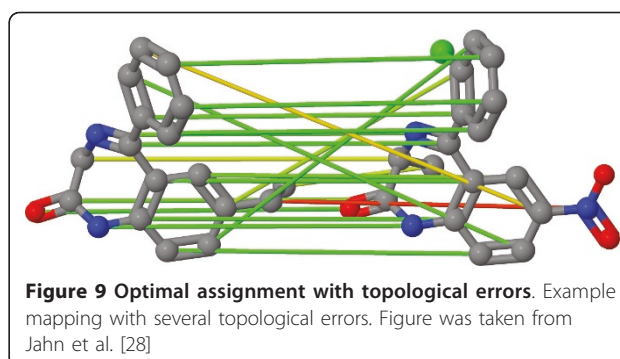 Figure 9 Optimal assignment with topological errors. Example
mapping with several topological errors. Figure was taken from
Jahn et al. [28]